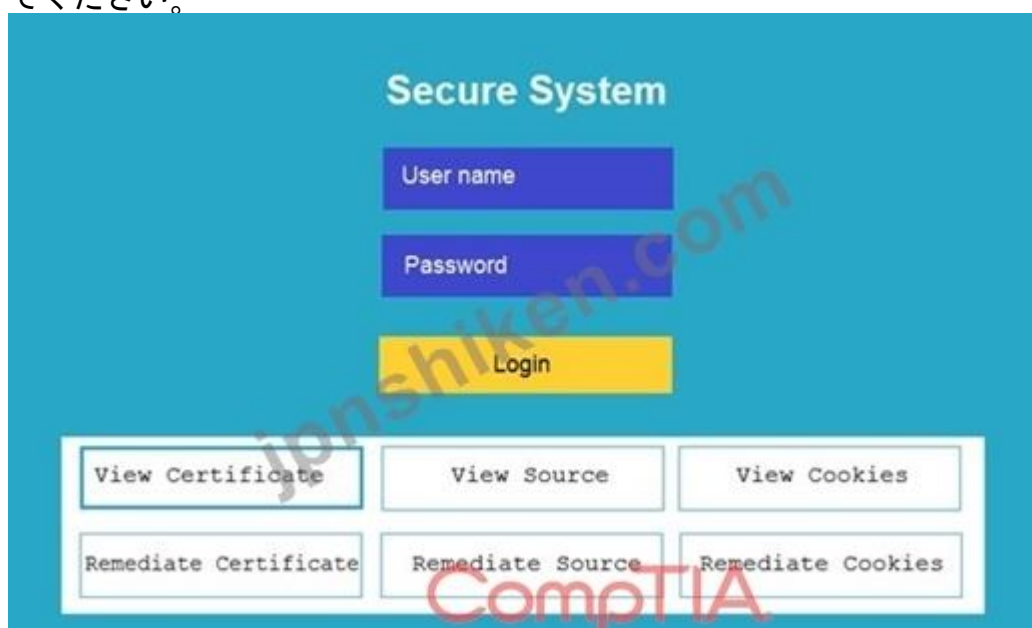 てください。
Secure System
User name
Password
Login
View Certificate
View Source
View Cookies
Remediate Certificate
Remediate Source
Remediate Cookies
jpnshiken.com
CompTIA.